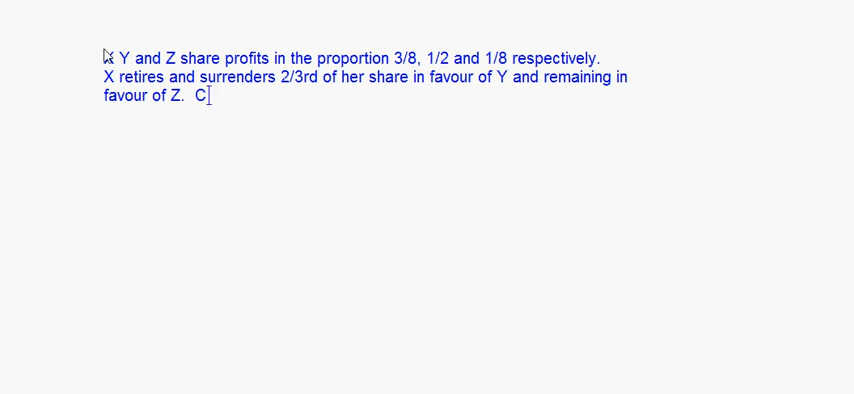 X Y and Z share profits in the proportion 3/8, 1/2 and 1/8 respectively.
X retires and surrenders 2/3rd of her share in favour of Y and remaining in
favour of Z.  C